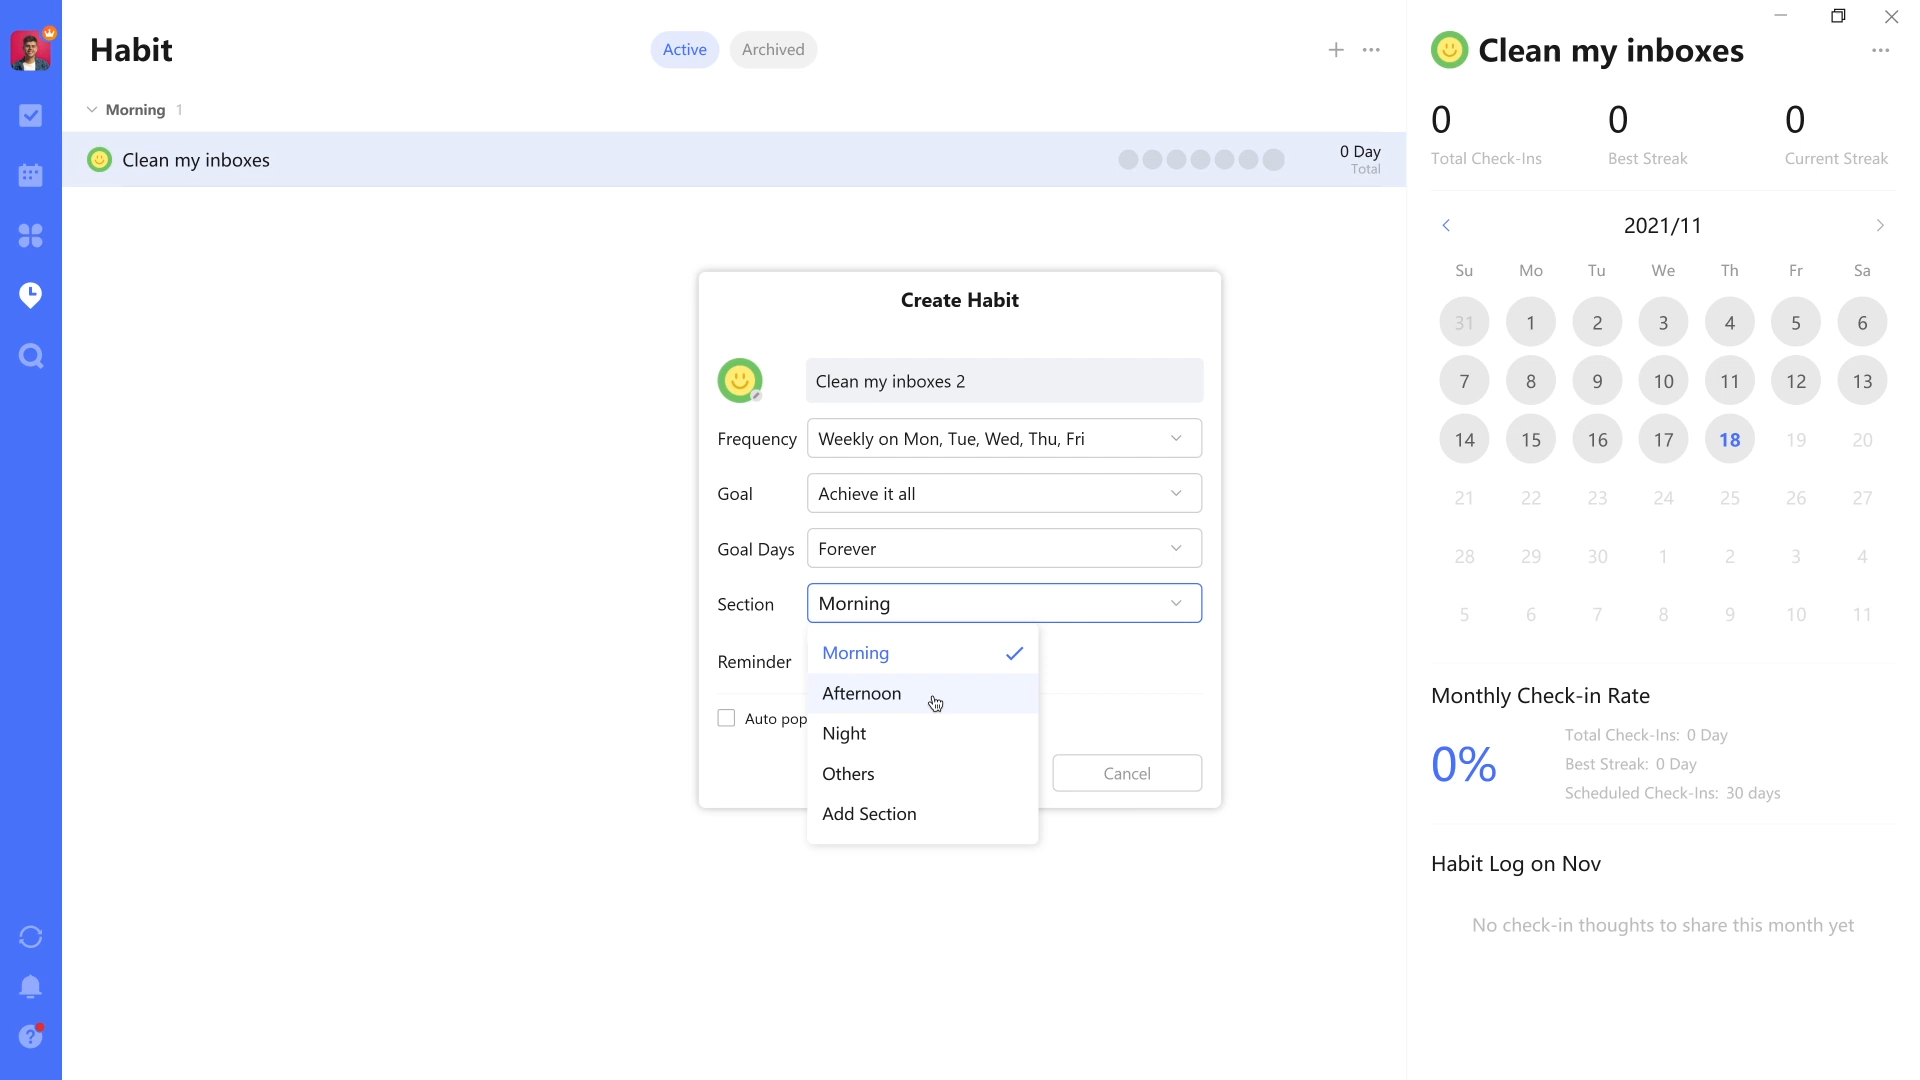 Habit
Active
Archived
Morning 1
Clean my inboxes
0 Day
Total
Create Habit
Clean my inboxes 2
Frequency
Weekly on Mon, Tue, Wed, Thu, Fri
Goal
Achieve it all
Goal Days
Forever
Section
Morning
Reminder
Morning
Afternoon
Night
Others
Add Section
Auto pop
Cancel
?
Clean my inboxes
0 0 0
Total Check-Ins Best Streak Current Streak
2021/11
Su Mo Tu We Th Fr Sa
31 1 2 3 4 5 6
7 8 9 10 11 12 13
14 15 16 17 18 19 20
21 22 23 24 25 26 27
28 29 30 1 2 3 4
5 6 7 8 9 10 11
Monthly Check-in Rate
0%
Total Check-Ins: 0 Day
Best Streak: 0 Day
Scheduled Check-Ins: 30 days
Habit Log on Nov
No check-in thoughts to share this month yet